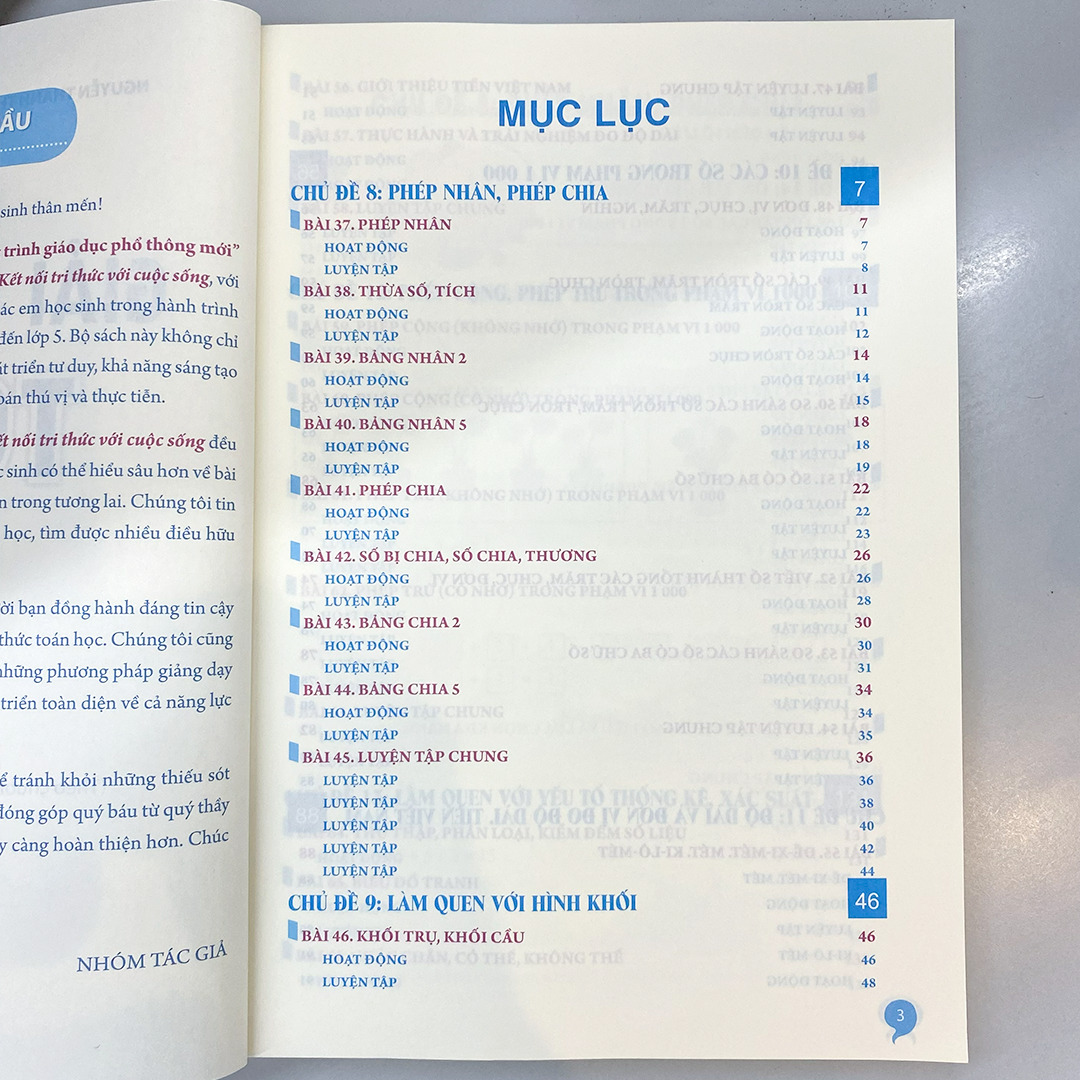 ẦU
sinh thân mến!
trình giáo dục phổ thông mới”
Kết nối tri thức với cuộc sống, với
ác em học sinh trong hành trình
đến lớp 5. Bộ sách này không chỉ
át triển tư duy, khả năng sáng tạo
oán thú vị và thực tiễn.
ết nối tri thức với cuộc sống đều
c sinh có thể hiểu sâu hơn về bài
n trong tương lai. Chúng tôi tin
học, tìm được nhiều điều hữu
ời bạn đồng hành đáng tin cậy
thức toán học. Chúng tôi cũng
những phương pháp giảng dạy
triển toàn diện về cả năng lực
ể tránh khỏi những thiếu sót
đóng góp quý báu từ quý thầy
y càng hoàn thiện hơn. Chúc
NHÓM TÁC GIẢ
MỤC LỤC
CHỦ ĐỀ 8: PHÉP NHÂN, PHÉP CHIA 7
BÀI 37. PHÉP NHÂN 7
HOẠT ĐỘNG 7
LUYỆN TẬP 8
BÀI 38. THỪA SỐ, TÍCH 11
HOẠT ĐỘNG 11
LUYỆN TẬP 12
BÀI 39. BẢNG NHÂN 2 14
HOẠT ĐỘNG 14
LUYỆN TẬP 15
BÀI 40. BẢNG NHÂN 5 18
HOẠT ĐỘNG 18
LUYỆN TẬP 19
BÀI 41. PHÉP CHIA 22
HOẠT ĐỘNG 22
LUYỆN TẬP 23
BÀI 42. SỐ BỊ CHIA, SỐ CHIA, THƯƠNG 26
HOẠT ĐỘNG 26
LUYỆN TẬP 28
BÀI 43. BẢNG CHIA 2 30
HOẠT ĐỘNG 30
LUYỆN TẬP 31
BÀI 44. BẢNG CHIA 5 34
HOẠT ĐỘNG 34
LUYỆN TẬP 35
BÀI 45. LUYỆN TẬP CHUNG 36
LUYỆN TẬP 36
LUYỆN TẬP 38
LUYỆN TẬP 40
LUYỆN TẬP 42
LUYỆN TẬP 44
CHỦ ĐỀ 9: LÀM QUEN VỚI HÌNH KHỐI 46
BÀI 46. KHỐI TRỤ, KHỐI CẦU 46
HOẠT ĐỘNG 46
LUYỆN TẬP 48
3